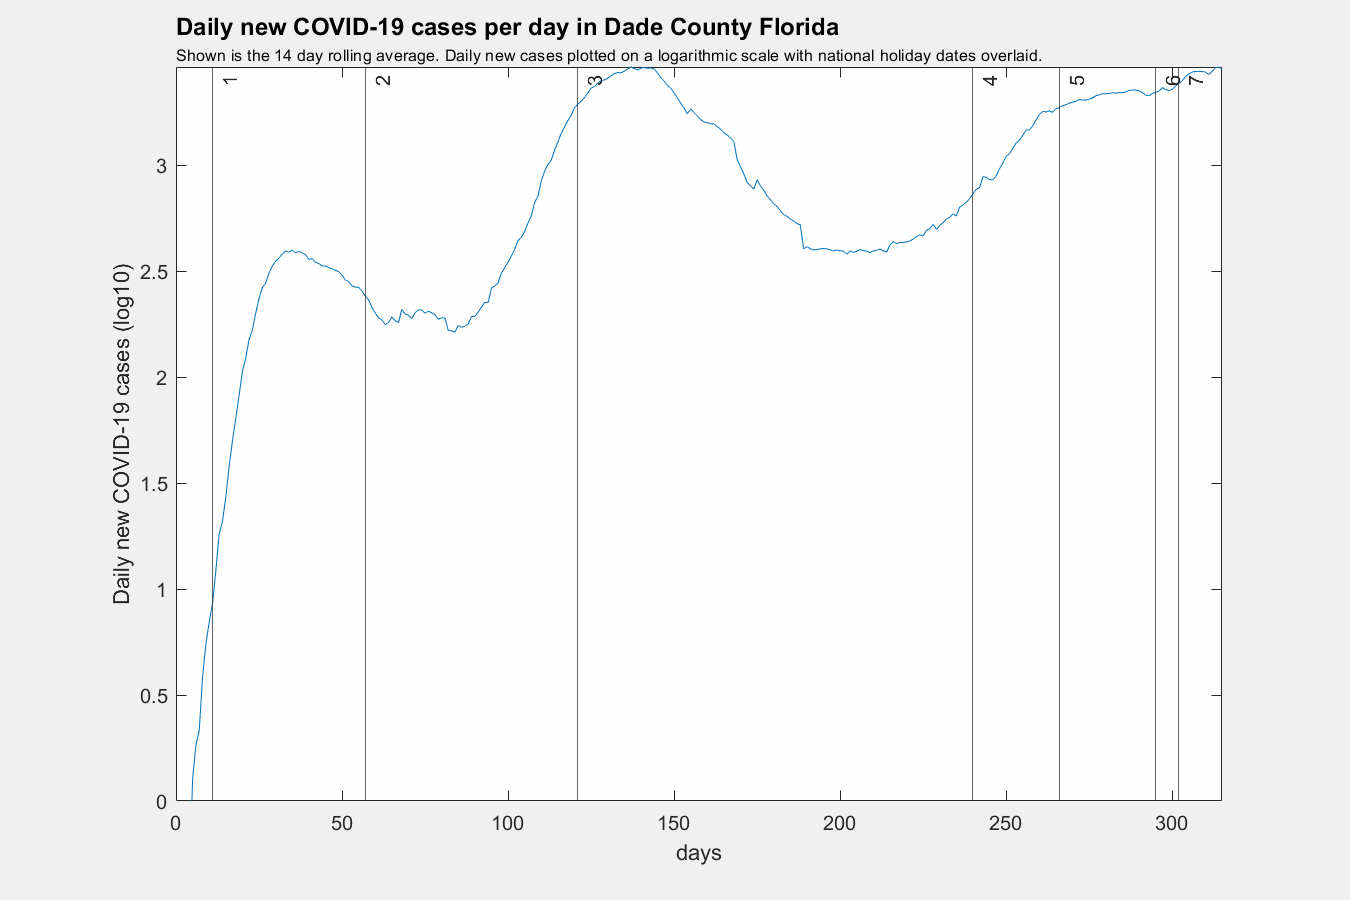 Daily new COVID-19 cases per day in Dade County Florida
Shown is the 14 day rolling average. Daily new cases plotted on a logarithmic scale with national holiday dates overlaid.
1 2 3 4 5 6 7
3
2.5
2
1.5
1
0.5
0
Daily new COVID-19 cases (log10)
0 50 100 150 200 250 300
days